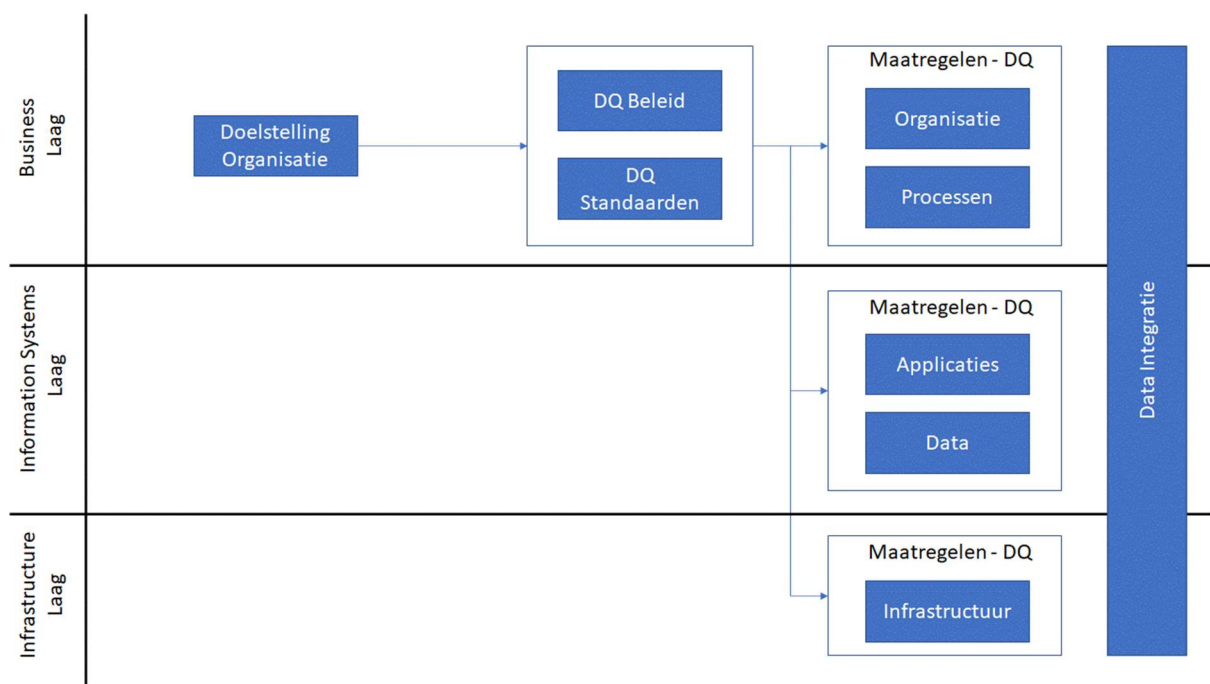 Business
Laag
Doelstelling
Organisatie
DQ Beleid
DQ
Standaarden
Maatregelen - DQ
Organisatie
Processen
Information Systems
Laag
Maatregelen - DQ
Applicaties
Data
Infrastructure
Laag
Maatregelen - DQ
Infrastructuur
Data Integratie